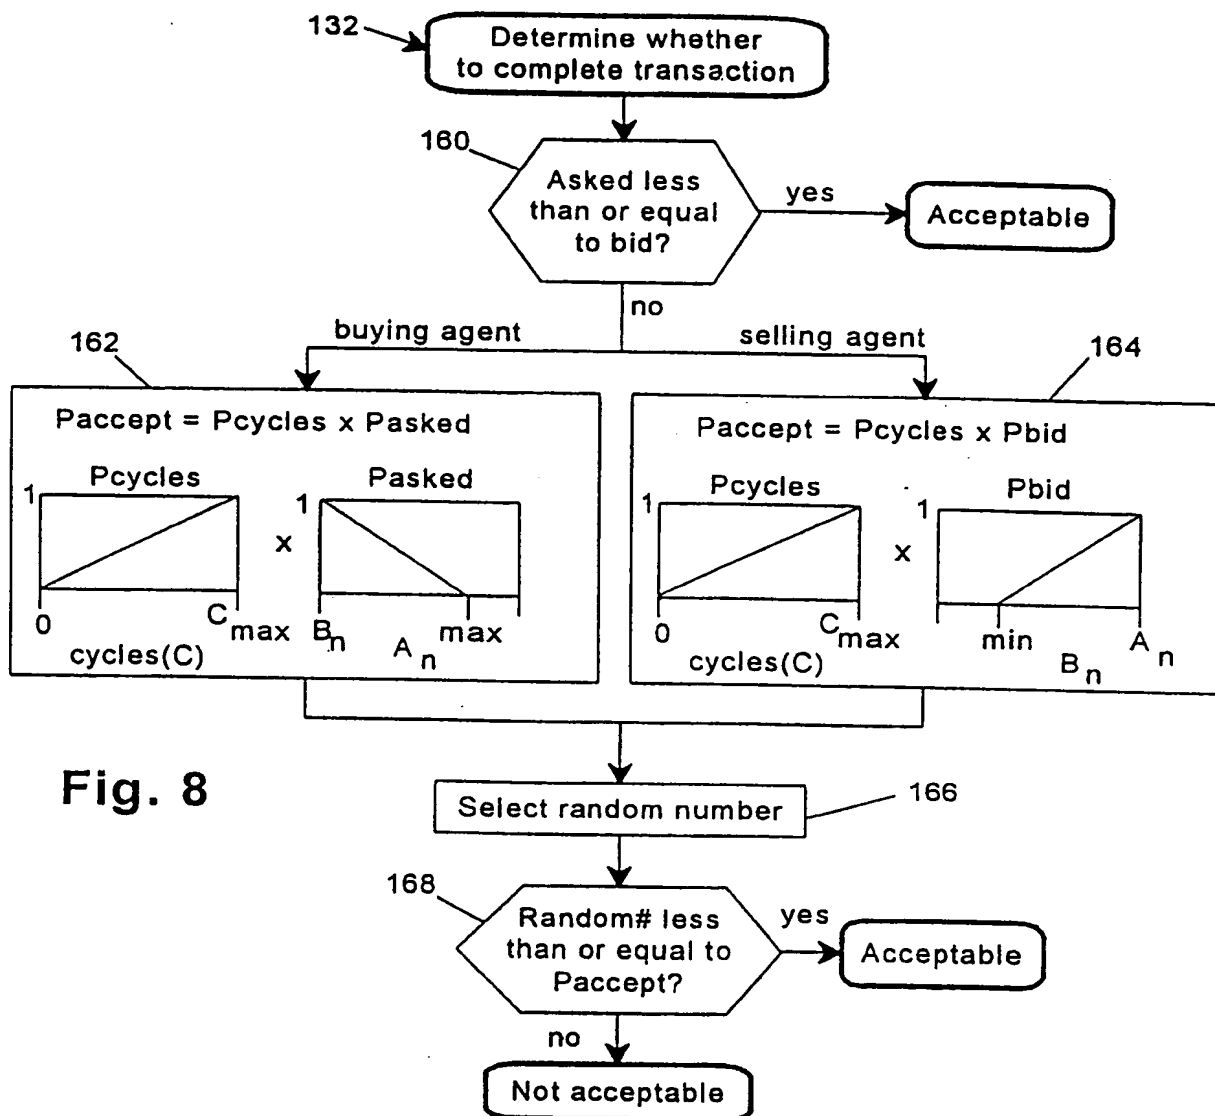 132
Determine whether
to complete transaction
160
Asked less
than or equal
to bid?
yes
Acceptable
no
buying agent
selling agent
162
164
Paccept = Pcycles x Pasked
Pcycles
Pasked
1
x
1
0
Cmax
Bn
An
max
cycles(C)
Paccept = Pcycles x Pbid
Pcycles
Pbid
1
x
1
0
Cmax
min
Bn
An
cycles(C)
Fig. 8
Select random number
166
168
Random# less
than or equal to
Paccept?
yes
Acceptable
no
Not acceptable